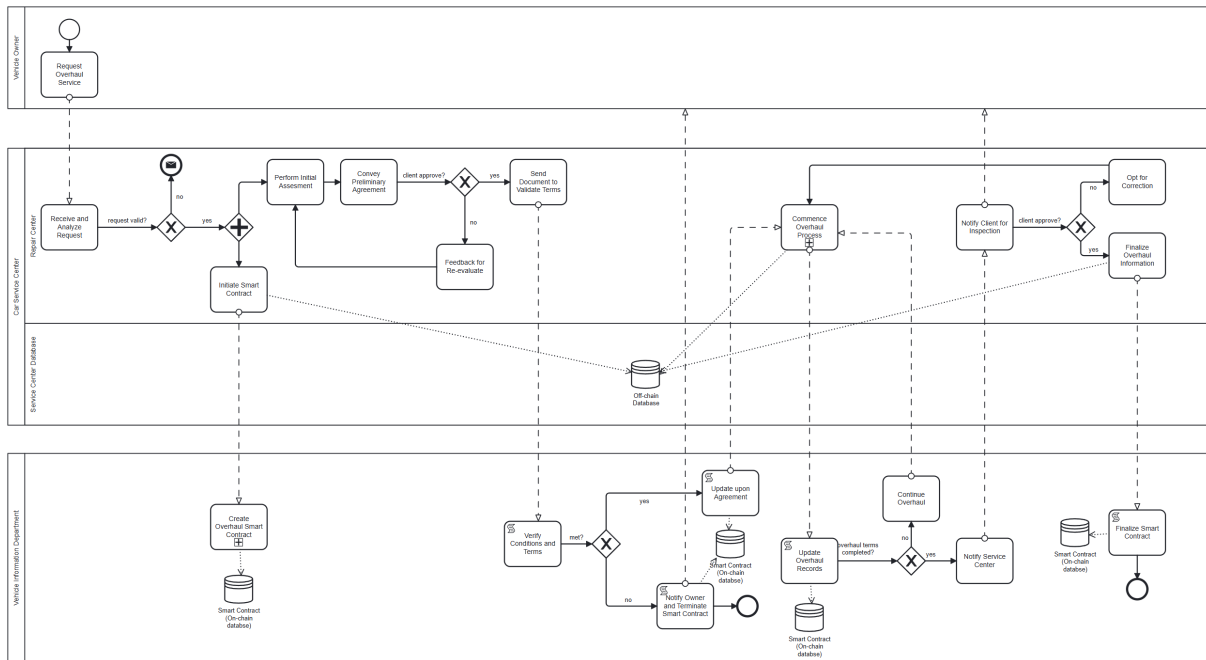 Vehicle Owner
Request
Overhaul
Service
Car Service Center
Repair Center
Receive and
Analyze
Request
request valid?
no
yes
Perform Initial
Assesment
Convey
Preliminary
Agreement
client approve?
yes
no
Send
Document to
Validate Terms
Feedback for
Re-evaluate
Initiate Smart
Contract
Commence
Overhaul
Process
Notify Client for
Inspection
client approve?
no
yes
Opt for
Correction
Finalize
Overhaul
Information
Service Center Database
Off-chain
Database
Vehicle Information Department
Create
Overhaul Smart
Contract
Smart Contract
(On-chain
databse)
Verify
Conditions and
Terms
met?
yes
no
Update upon
Agreement
Smart Contract
(On-chain
databse)
Notify Owner
and Terminate
Smart Contract
Update
Overhaul
Records
Smart Contract
(On-chain
databse)
overhaul terms
completed?
no
yes
Continue
Overhaul
Notify Service
Center
Smart Contract
(On-chain
databse)
Finalize Smart
Contract